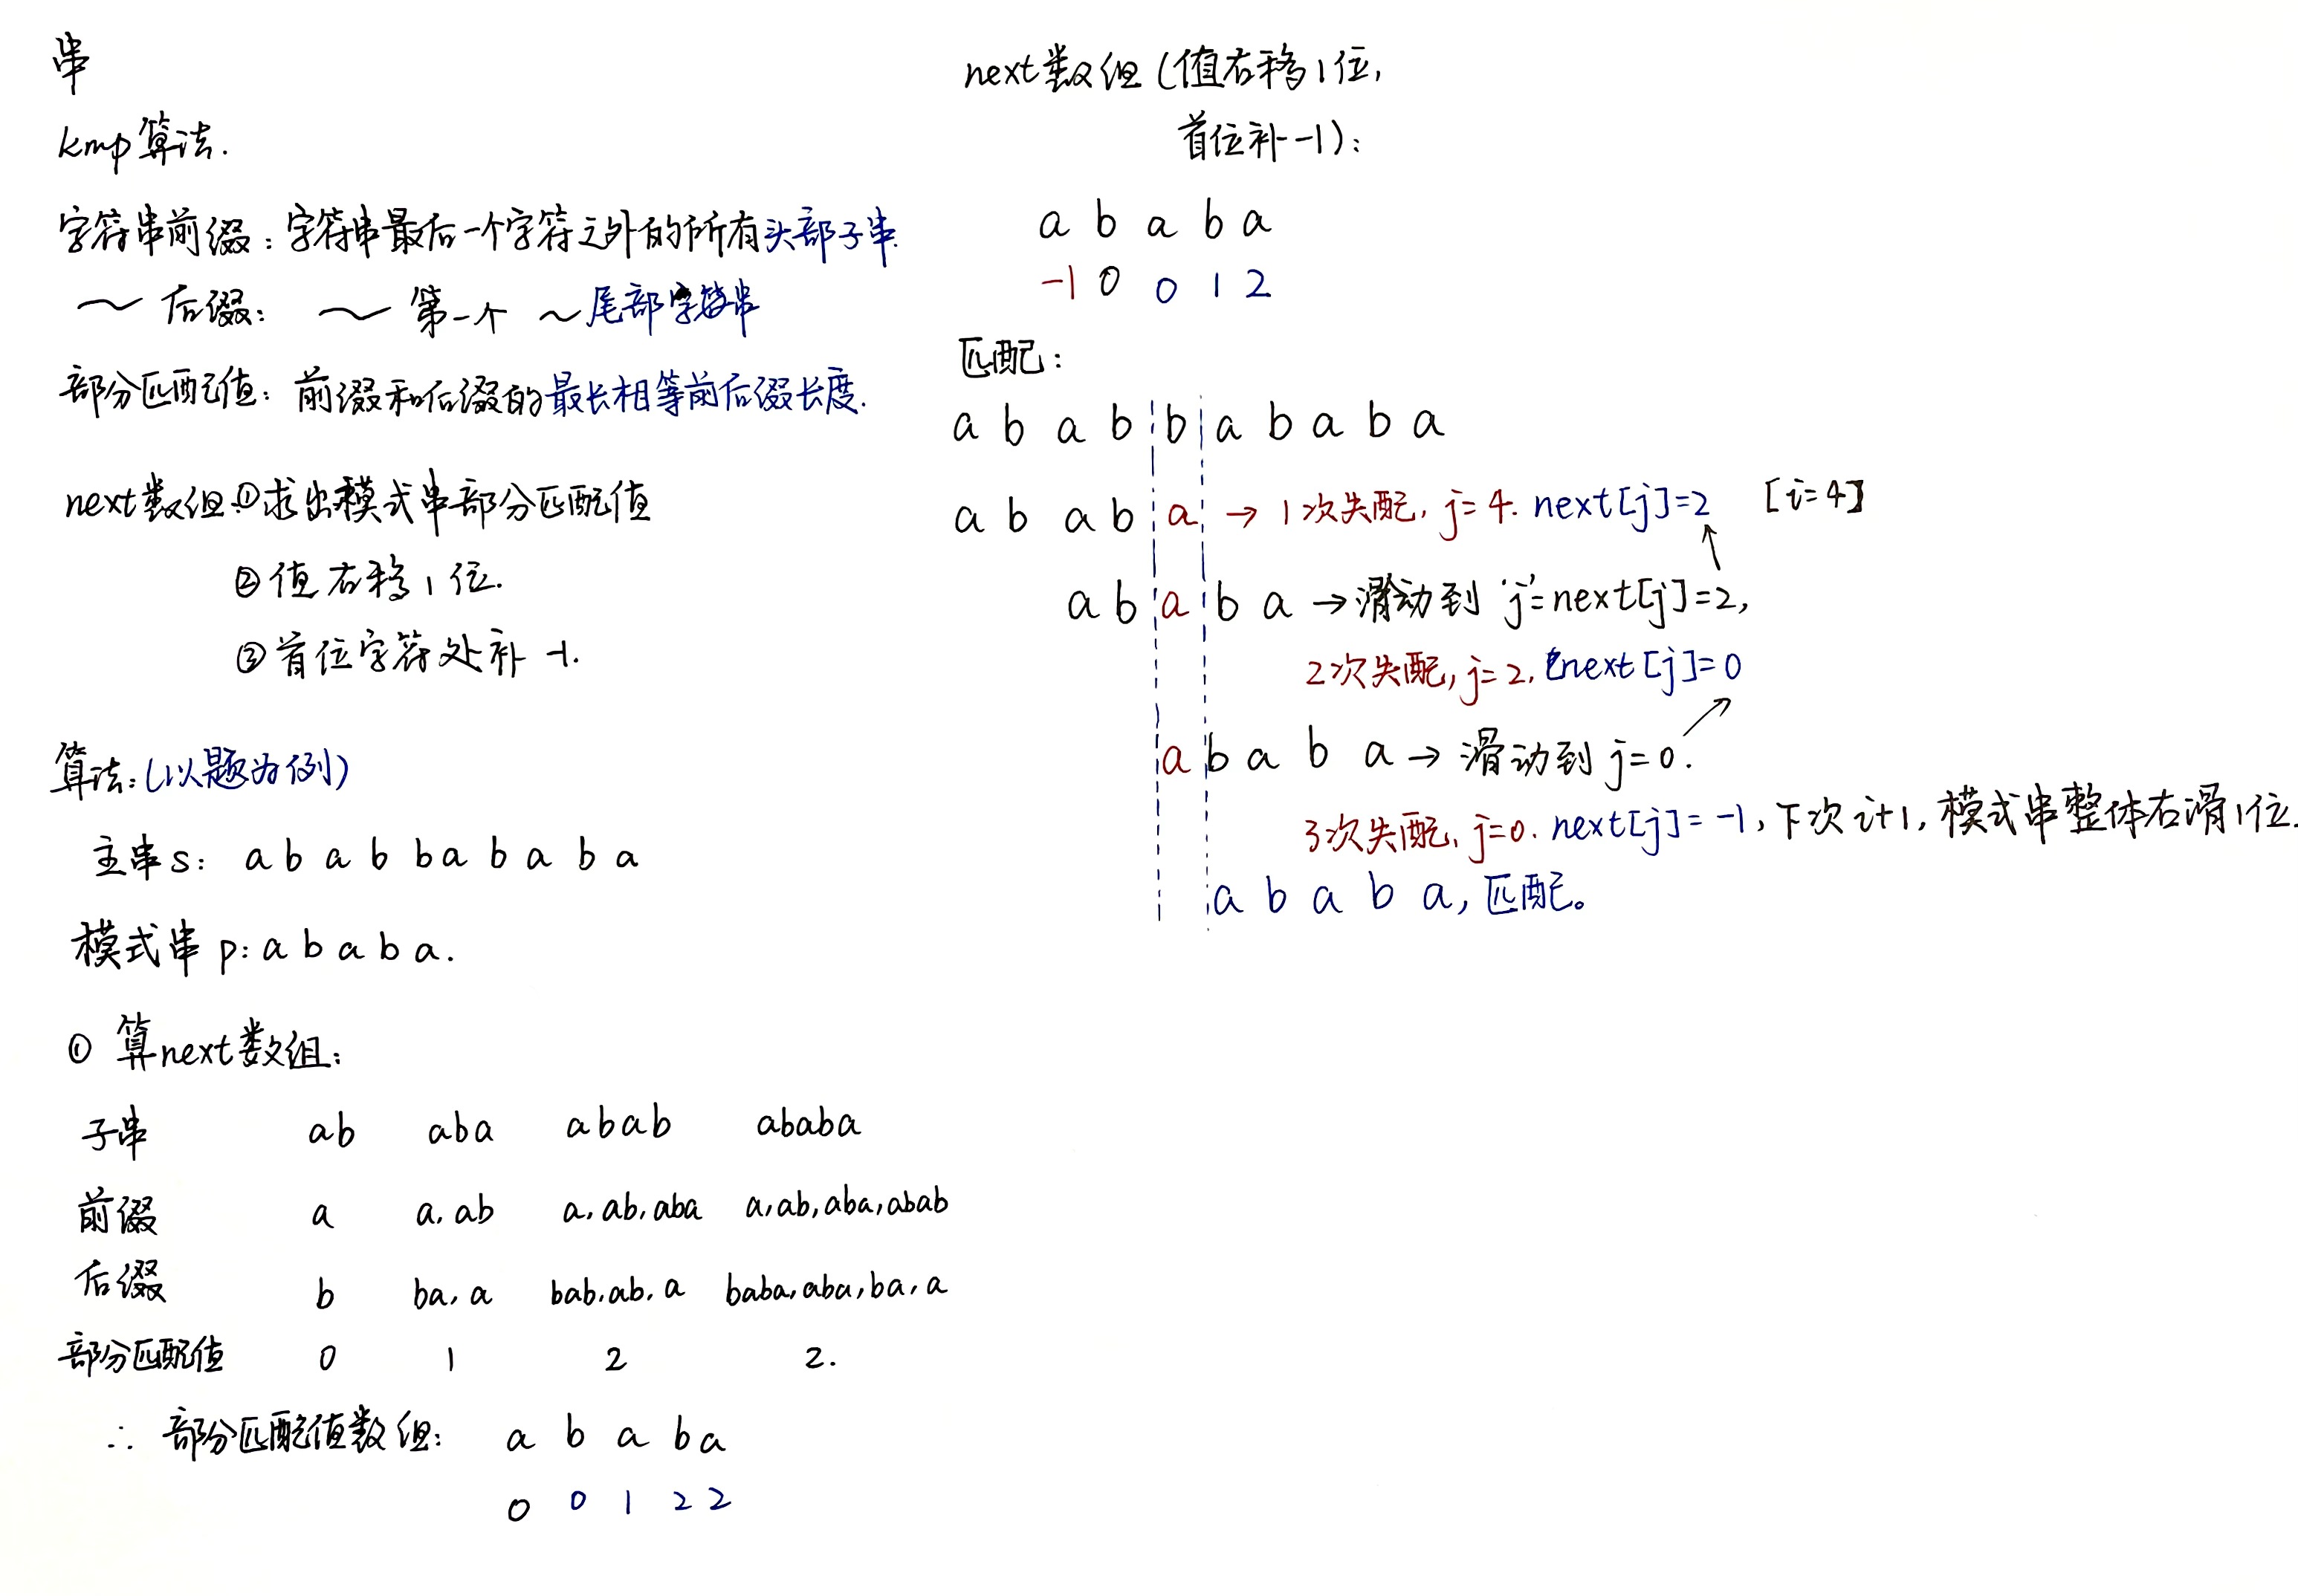 串
kmp算法.
字符串前缀：字符串最后一个字符之外的所有头部子串.
～后缀： ～ 第一个 ～尾部字符串
部分匹配值：前缀和后缀的最长相等前后缀长度.
next数组:①求出模式串部分匹配值
②值右移1位.
③首位字符处补 -1.
算法:(以题为例)
主串s: a b a b b a b a b a
模式串p: a b a b a.
① 算next数组:
子串 ab aba abab ababa
前缀 a a, ab a, ab, aba a, ab, aba, abab
后缀 b ba, a bab, ab, a baba, aba, ba, a
部分匹配值 0 1 2 2.
∴ 部分匹配值数组: a b a b a
0 0 1 2 2
next数组(值右移1位,
首位补-1):
a b a b a
-1 0 0 1 2
匹配:
a b a b b a b a b a
a b a b a → 1次失配, j=4. next[j]=2 [i=4]
a b a b a → 滑动到 'j'=next[j]=2,
2次失配, j=2, next[j]=0
a b a b a → 滑动到 j=0.
3次失配, j=0. next[j]=-1, 下次i+1, 模式串整体右滑1位.
a b a b a, 匹配。